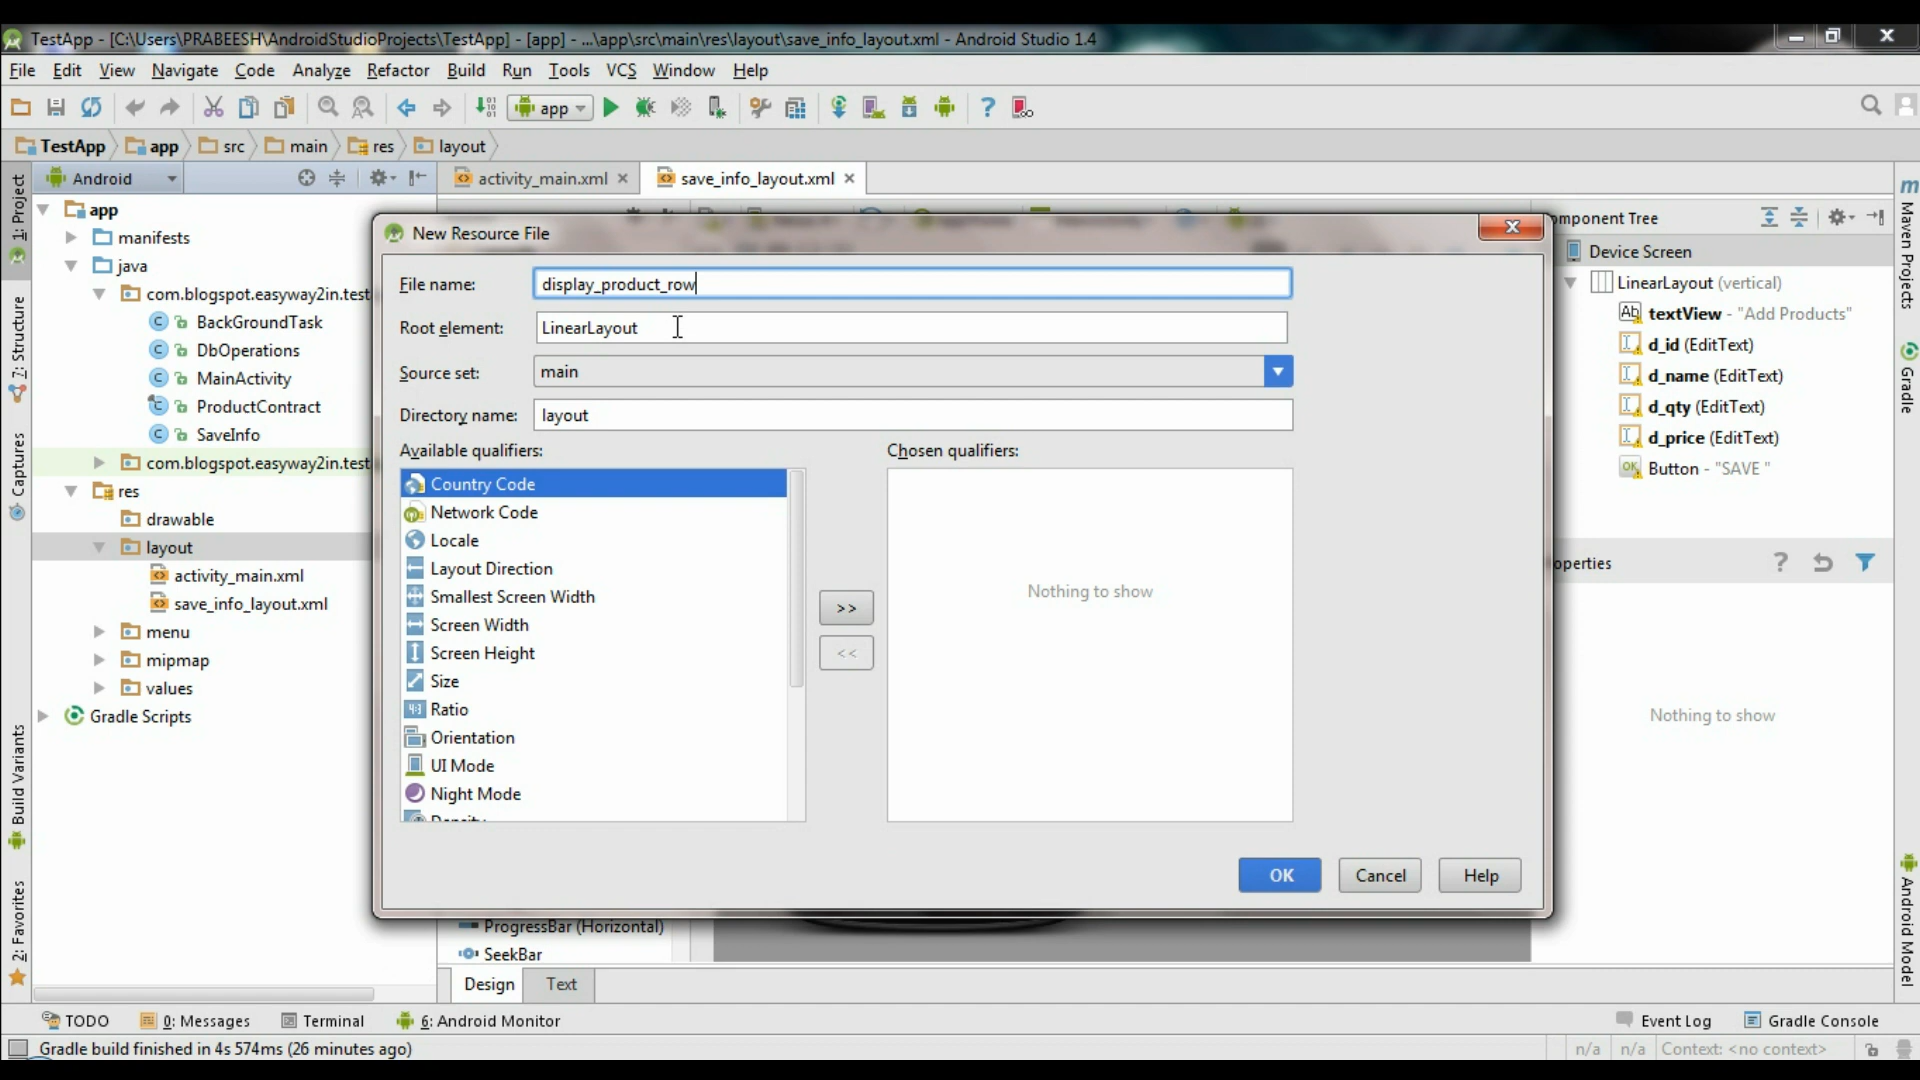 TestApp - [C:\Users\PRABEESH\AndroidStudioProjects\TestApp] - [app] - ...\app\src\main\res\layout\save_info_layout.xml - Android Studio 1.4
File Edit View Navigate Code Analyze Refactor Build Run Tools VCS Window Help
app
TestApp app src main res layout
Android
activity_main.xml
save_info_layout.xml
1: Project
7: Structure
Captures
Build Variants
2: Favorites
app
manifests
java
com.blogspot.easyway2in.test
BackGroundTask
DbOperations
MainActivity
ProductContract
SaveInfo
com.blogspot.easyway2in.test
res
drawable
layout
activity_main.xml
save_info_layout.xml
menu
mipmap
values
Gradle Scripts
New Resource File
File name: display_product_row
Root element: LinearLayout
Source set: main
Directory name: layout
Available qualifiers:
Chosen qualifiers:
Country Code
Network Code
Locale
Layout Direction
Smallest Screen Width
Screen Width
Screen Height
Size
Ratio
Orientation
UI Mode
Night Mode
Density
>>
<<
Nothing to show
OK
Cancel
Help
omponent Tree
Device Screen
LinearLayout (vertical)
Ab textView - "Add Products"
d_id (EditText)
d_name (EditText)
d_qty (EditText)
d_price (EditText)
OK Button - "SAVE "
operties
Nothing to show
Maven Projects
Gradle
Android Model
ProgressBar (Horizontal)
SeekBar
Design
Text
TODO
0: Messages
Terminal
6: Android Monitor
Event Log
Gradle Console
Gradle build finished in 4s 574ms (26 minutes ago)
n/a
n/a
Context: <no context>